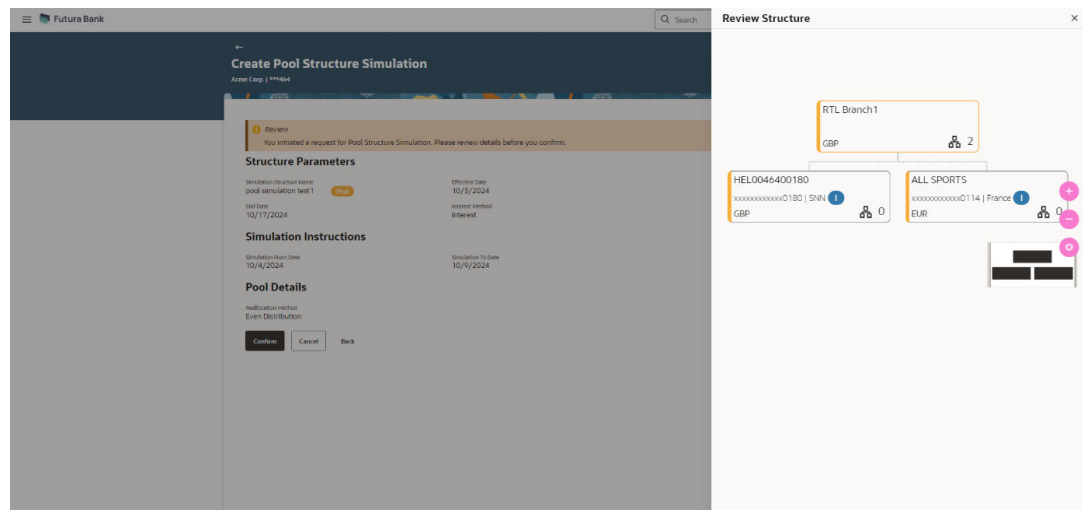 Futura Bank
Search
Create Pool Structure Simulation
Acme Corp. | ***464
Review
You initiated a request for Pool Structure Simulation. Please review details before you confirm.
Structure Parameters
Simulation Structure Name
pool simulation test1 Pool
Effective Date
10/3/2024
End Date
10/17/2024
Interest Method
Interest
Simulation Instructions
Simulation From Date
10/4/2024
Simulation To Date
10/9/2024
Pool Details
Reallocation Method
Even Distribution
Confirm Cancel Back
Review Structure
RTL Branch1
GBP 2
HEL0046400180
xxxxxxxxxxxx0180 | SNN I
GBP 0
ALL SPORTS
xxxxxxxxxxxx0114 | France I
EUR 0